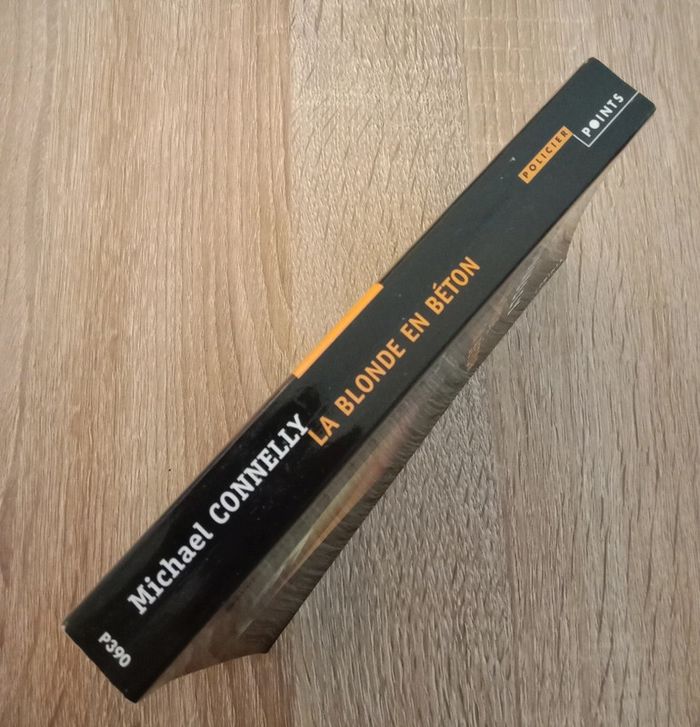 P390
Michael CONNELLY
LA BLONDE EN BÉTON
POLICIER
POINTS